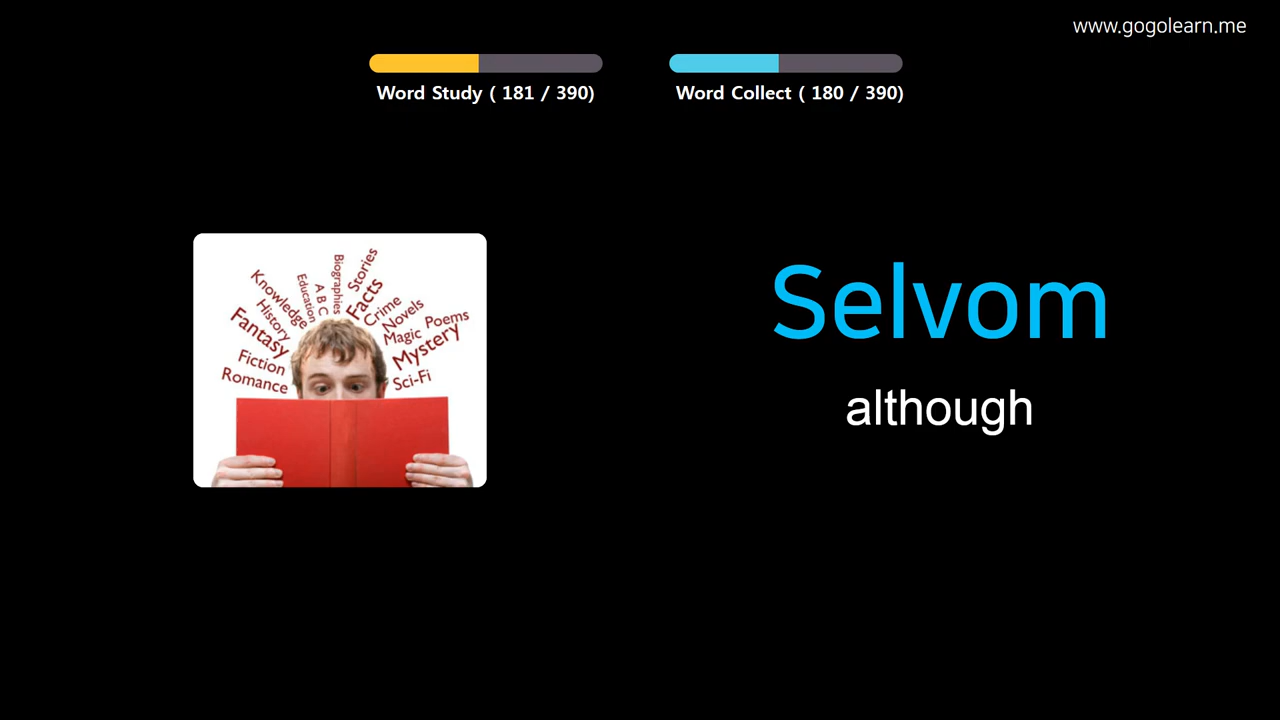 www.gogolearn.me
Word Study ( 181 / 390)
Word Collect ( 180 / 390)
Selvom
although
Knowledge
History
Fantasy
Fiction
Romance
Education
A B C
Biographies
Stories
Facts
Crime
Novels
Magic
Poems
Mystery
Sci-Fi